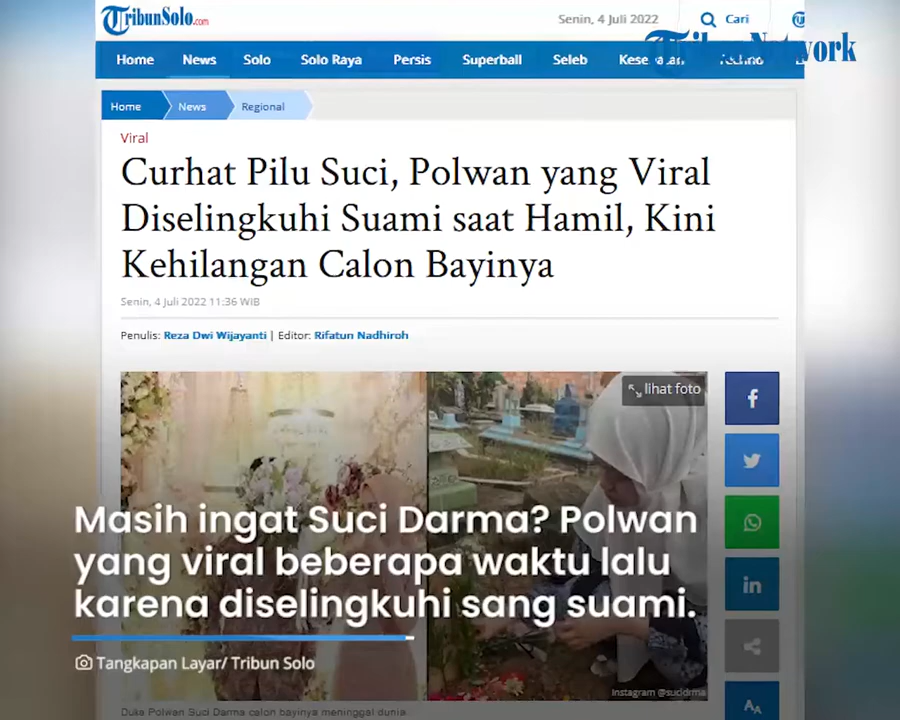 TribunSolo.com
Senin, 4 Juli 2022
Cari
Tribun Network
Home News Solo Solo Raya Persis Superball Seleb Kesehatan Techno
Home News Regional
Viral
Curhat Pilu Suci, Polwan yang Viral
Diselingkuhi Suami saat Hamil, Kini
Kehilangan Calon Bayinya
Senin, 4 Juli 2022 11:36 WIB
Penulis: Reza Dwi Wijayanti | Editor: Rifatun Nadhiroh
lihat foto
Masih ingat Suci Darma? Polwan
yang viral beberapa waktu lalu
karena diselingkuhi sang suami.
Tangkapan Layar/ Tribun Solo
Instagram @sucidrma
Duka Polwan Suci Darma calon bayinya meninggal dunia
AA